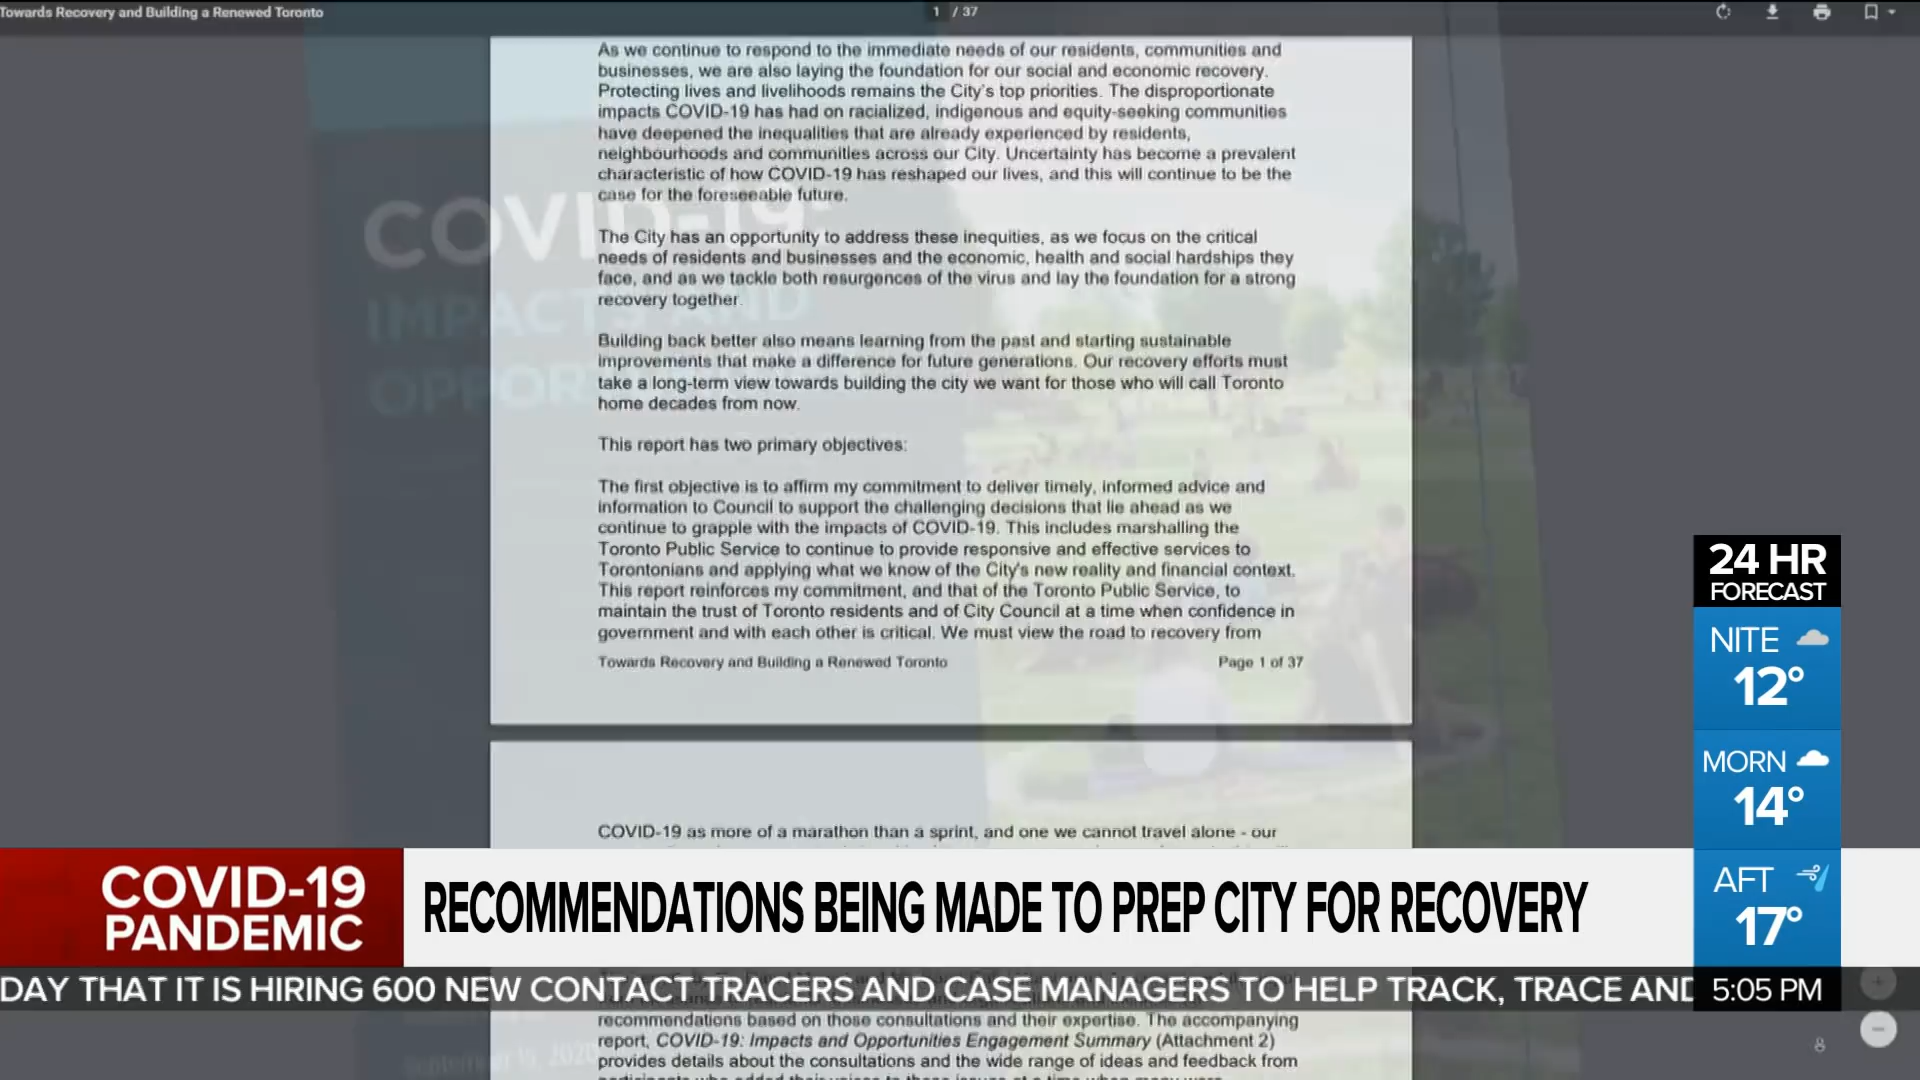 Towards Recovery and Building a Renewed Toronto
1 / 37
As we continue to respond to the immediate needs of our residents, communities and
businesses, we are also laying the foundation for our social and economic recovery.
Protecting lives and livelihoods remains the City's top priorities. The disproportionate
impacts COVID-19 has had on racialized, indigenous and equity-seeking communities
have deepened the inequalities that are already experienced by residents,
neighbourhoods and communities across our City. Uncertainty has become a prevalent
characteristic of how COVID-19 has reshaped our lives, and this will continue to be the
case for the foreseeable future.
The City has an opportunity to address these inequities, as we focus on the critical
needs of residents and businesses and the economic, health and social hardships they
face, and as we tackle both resurgences of the virus and lay the foundation for a strong
recovery together.
Building back better also means learning from the past and starting sustainable
improvements that make a difference for future generations. Our recovery efforts must
take a long-term view towards building the city we want for those who will call Toronto
home decades from now.
This report has two primary objectives:
The first objective is to affirm my commitment to deliver timely, informed advice and
information to Council to support the challenging decisions that lie ahead as we
continue to grapple with the impacts of COVID-19. This includes marshalling the
Toronto Public Service to continue to provide responsive and effective services to
Torontonians and applying what we know of the City's new reality and financial context.
This report reinforces my commitment, and that of the Toronto Public Service, to
maintain the trust of Toronto residents and of City Council at a time when confidence in
government and with each other is critical. We must view the road to recovery from
Towards Recovery and Building a Renewed Toronto
Page 1 of 37
COVID-19 as more of a marathon than a sprint, and one we cannot travel alone - our
recommendations based on those consultations and their expertise. The accompanying
report, COVID-19: Impacts and Opportunities Engagement Summary (Attachment 2)
provides details about the consultations and the wide range of ideas and feedback from
COVID-19:
IMPACTS AND
OPPOR
September 15, 2020
24 HR
FORECAST
NITE
12°
MORN
14°
AFT
17°
COVID-19
PANDEMIC
RECOMMENDATIONS BEING MADE TO PREP CITY FOR RECOVERY
DAY THAT IT IS HIRING 600 NEW CONTACT TRACERS AND CASE MANAGERS TO HELP TRACK, TRACE AND
5:05 PM